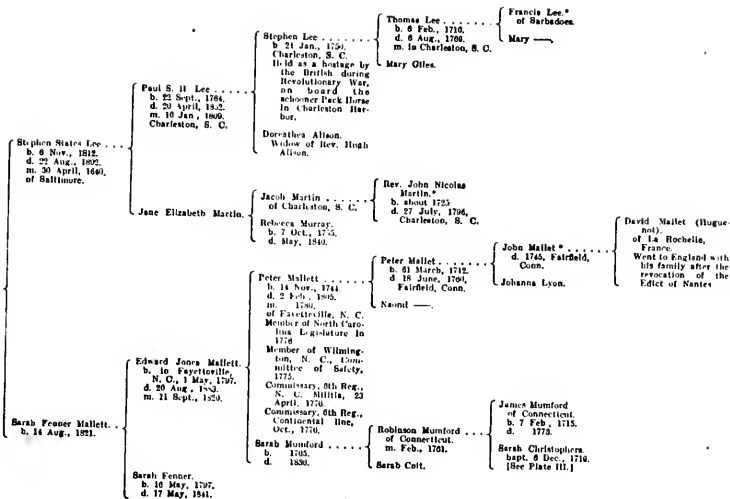 Stephen States Lee
b. 6 Nov., 1812.
d. 22 Aug., 1892.
m. 30 April, 1640.
of Baltimore.
Sarah Fenner Mallett.
b. 14 Aug., 1821.
Paul S. H Lee
b. 22 Sept., 1784.
d. 20 April, 1852.
m. 16 Jan, 1809.
Charleston, S. C.
Jane Elizabeth Martin.
Edward Jones Mallett.
b. in Fayetteville,
N. C., 1 May, 1797.
d. 20 Aug, 1883.
m. 11 Sept., 1820.
Sarah Fenner.
b. 16 May, 1797.
d. 17 May, 1841.
Stephen Lee
b 21 Jan., 1750.
Charleston, S. C.
Held as a hostage by
the British during
Revolutionary War,
on board the
schooner Pack Horse
in Charleston Har-
bor.
Dorothea Alison.
Widow of Rev. Hugh
Alison.
Jacob Martin
of Charleston, S. C.
Rebecca Murray.
b. 7 Oct.,
d. May, 1840.
Peter Mallett
b. 14 Nov., 1744.
d. 2 Feb, 1805.
m. 1780.
of Fayetteville, N. C.
Member of North Caro-
lina Legislature in
1776
Member of Wilming-
ton, N. C., Com-
mittee of Safety,
1775.
Commissary, 6th Reg.,
N. C. Militia, 23
April, 1776.
Commissary, 6th Reg.,
Continental line,
Oct., 1776.
Sarah Mumford
b. 1765.
d. 1836.
Thomas Lee
b. 6 Feb., 1710.
d. 6 Aug., 1769.
m. in Charleston, S. C.
Mary Giles.
Rev. John Nicolas
Martin.*
b. about 1725
d. 27 July, 1796,
Charleston, S. C.
Peter Mallet
b. 61 March, 1712.
d. 18 June, 1760,
Fairfield, Conn.
Naomi —.
Robinson Mumford
of Connecticut.
m. Feb., 1761.
Sarah Coit.
Francis Lee.*
of Barbadoes.
Mary —.
John Mallet *
d. 1745, Fairfield,
Conn.
Johanna Lyon.
James Mumford
of Connecticut.
b. 7 Feb, 1715.
d. 1773.
Sarah Christophers.
bapt. 6 Dec., 1719.
[See Plate III.]
David Mallet (Hugue-
not).
of La Rochelle,
France.
Went to England with
his family after the
revocation of the
Edict of Nantes